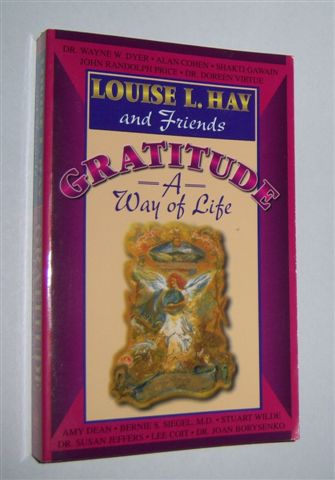 DR. WAYNE W. DYER • ALAN COHEN • SHAKTI GAWAIN
JOHN RANDOLPH PRICE • DR. DOREEN VIRTUE
LOUISE L. HAY
and Friends
GRATITUDE
—A—
Way of Life
AMY DEAN • BERNIE S. SIEGEL, M.D. • STUART WILDE
DR. SUSAN JEFFERS • LEE COIT • DR. JOAN BORYSENKO